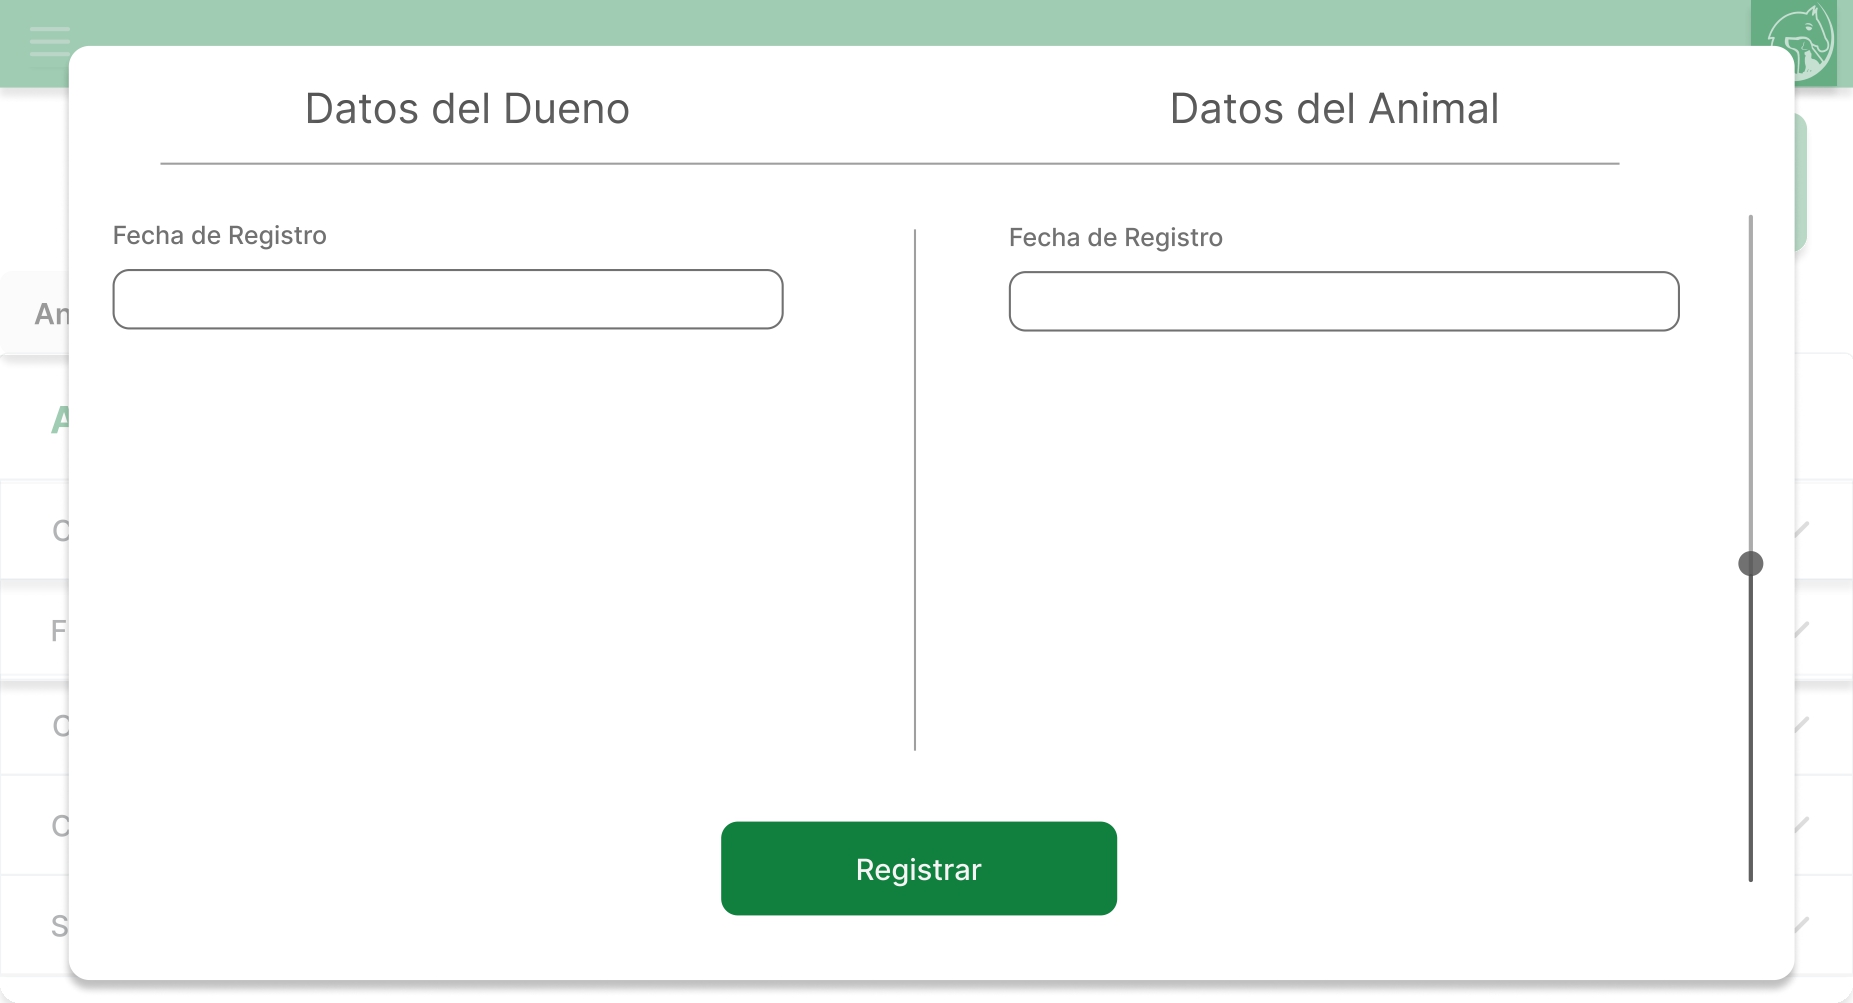 Datos del Dueno
Datos del Animal
Fecha de Registro
Fecha de Registro
An
A
C
F
C
C
S
Registrar